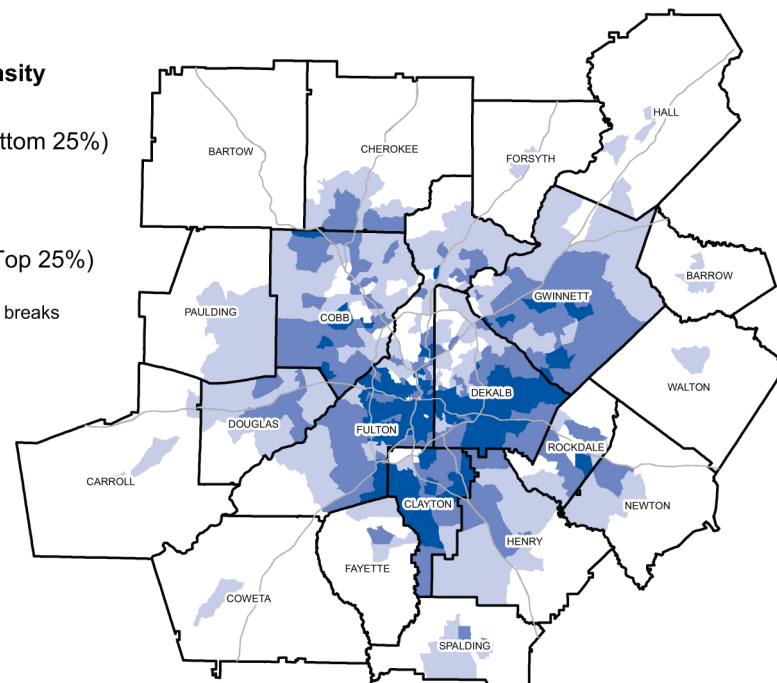 nsity
ttom 25%)
Top 25%)
breaks
HALL
BARTOW
CHEROKEE
FORSYTH
BARROW
GWINNETT
PAULDING
COBB
WALTON
DEKALB
DOUGLAS
FULTON
ROCKDALE
CARROLL
CLAYTON
NEWTON
HENRY
FAYETTE
COWETA
SPALDING